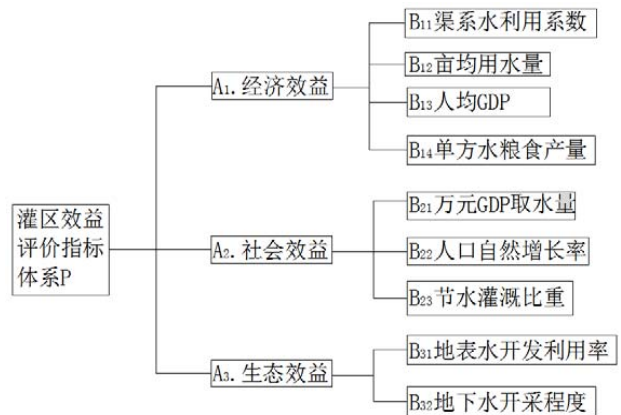 B11渠系水利用系数
B12亩均用水量
A1.经济效益
B13人均GDP
B14单方水粮食产量
灌区效益
评价指标
体系P
B21万元GDP取水量
A2.社会效益
B22人口自然增长率
B23节水灌溉比重
B31地表水开发利用率
A3.生态效益
B32地下水开采程度